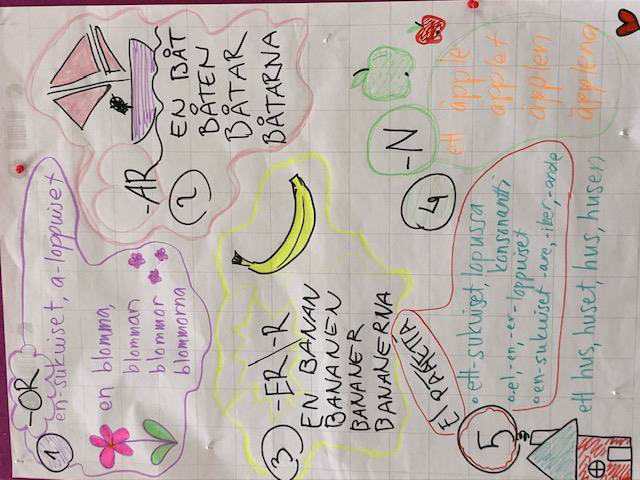 1 -OR
en-sukuiset, a-loppuiset
en blomma,
blomman
blommor
blommorna
-AR
2
EN BÅT
BÅTEN
BÅTAR
BÅTARNA
3 -ER\-R
EN BANAN
BANANEN
BANANER
BANANERNA
4 -N
ett äpple
äpplet
äpplen
äpplena
5 EI PÄÄTETTÄ
• ett-sukuiset, lopussa
konsonantti
• el-, en-, er-loppuiset
• en-sukuiset -are, -iker, -ande
ett hus, huset, hus, husen